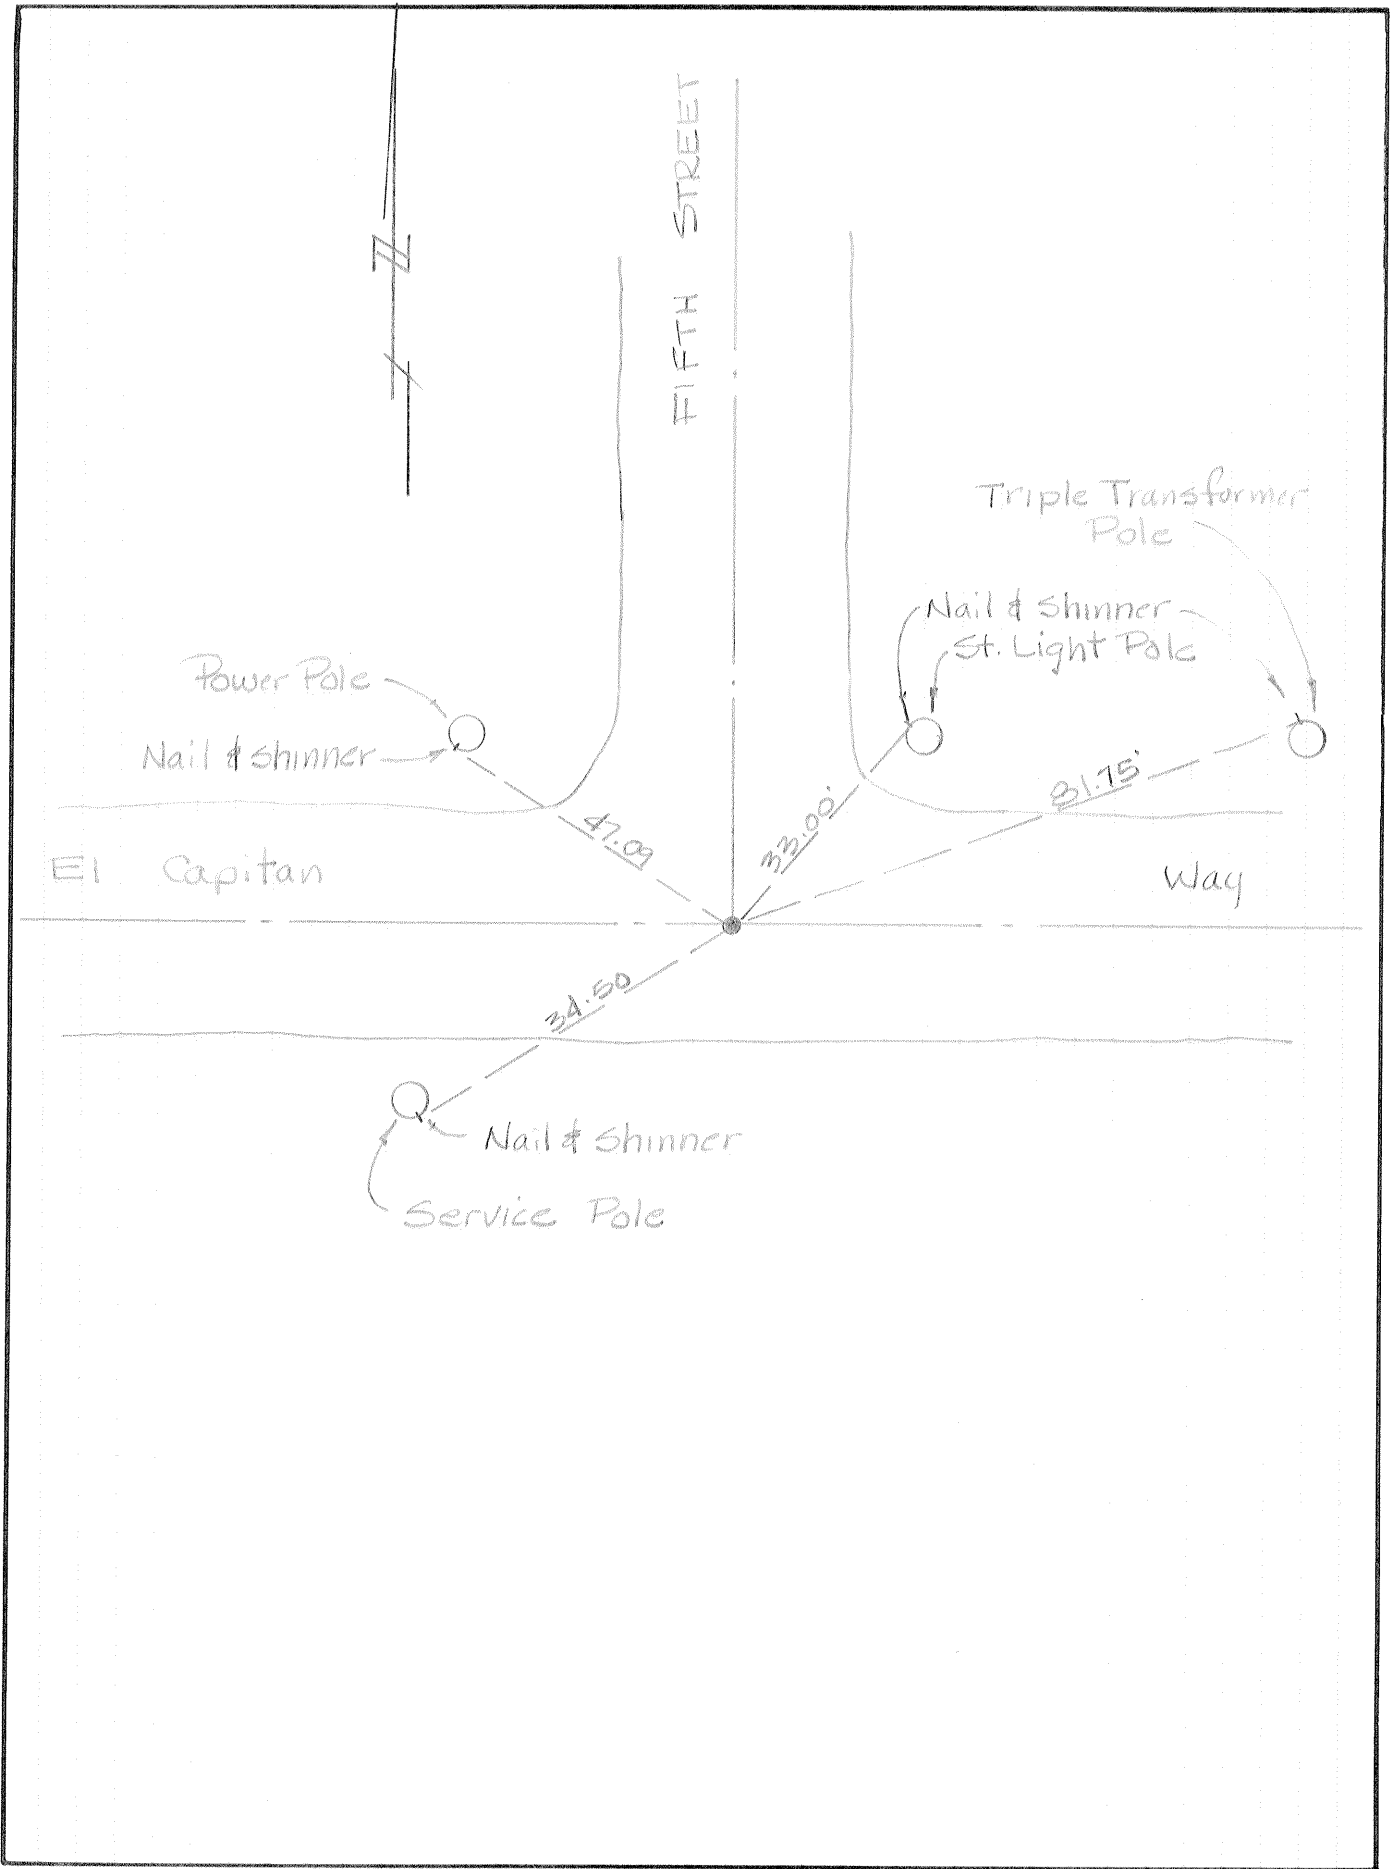 N
FIFTH STREET
Triple Transformer
Pole
Nail & Shinner
St. Light Pole
Power Pole
Nail & Shinner
47.09
33.00'
81.75'
El Capitan Way
34.50
Nail & Shinner
Service Pole